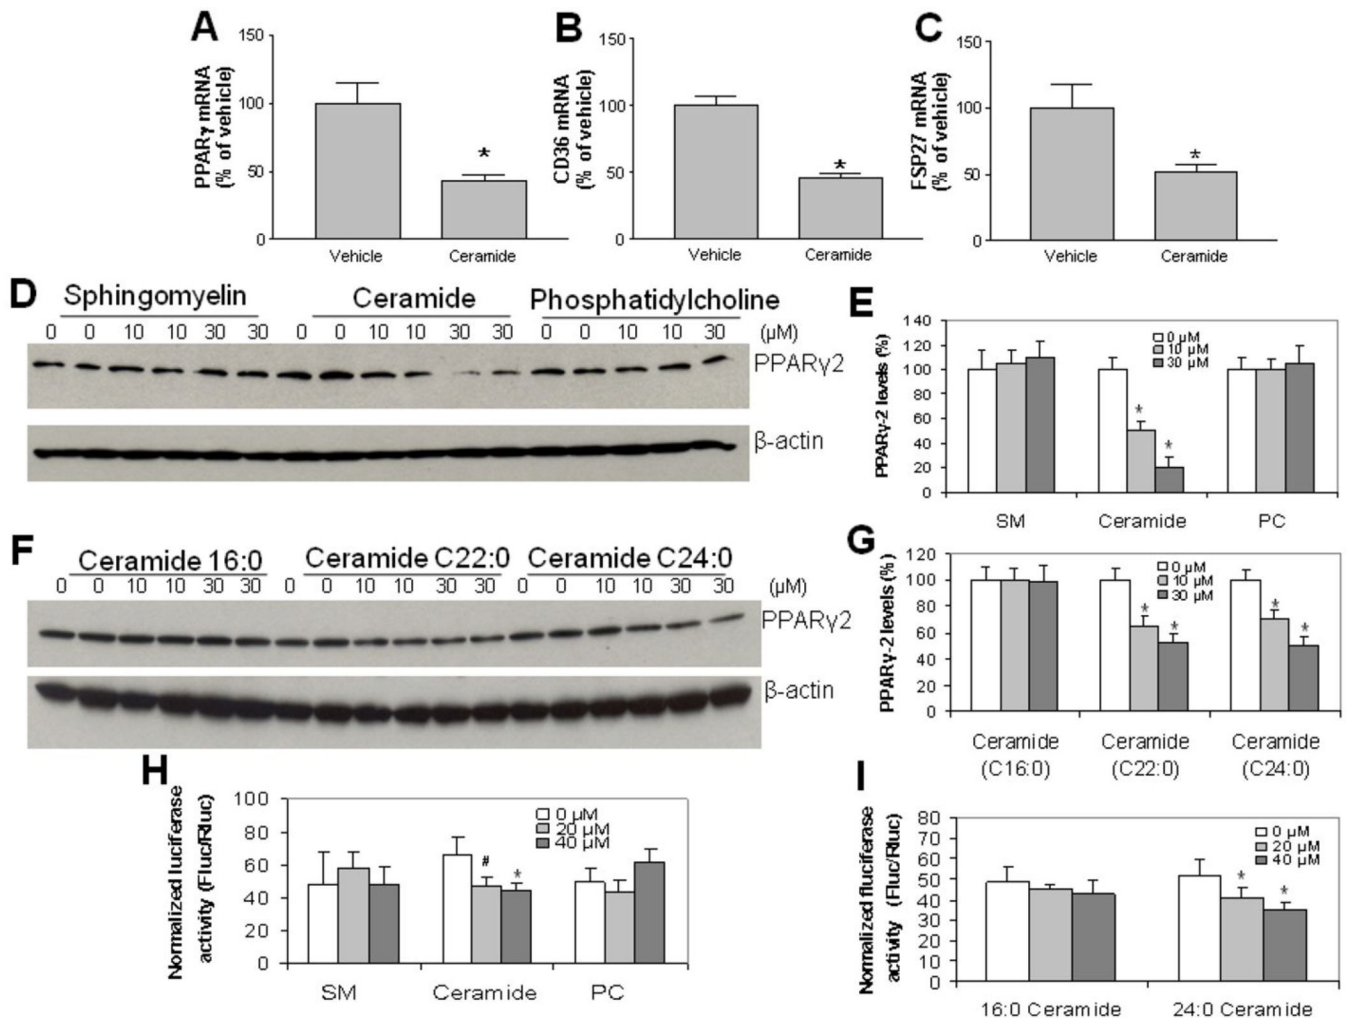 A
PPARγ mRNA
(% of vehicle)
150
100
50
0
Vehicle
Ceramide
*
B
CD36 mRNA
(% of vehicle)
150
100
50
0
Vehicle
Ceramide
*
C
FSP27 mRNA
(% of vehicle)
150
100
50
0
Vehicle
Ceramide
*
D
Sphingomyelin Ceramide Phosphatidylcholine
0 0 10 10 30 30 0 0 10 10 30 30 0 0 10 10 30 (μM)
PPARγ2
β-actin
E
PPARγ-2 levels (%)
140
120
100
80
60
40
20
0
0 μM
10 μM
30 μM
* *
SM Ceramide PC
F
Ceramide 16:0 Ceramide C22:0 Ceramide C24:0
0 0 10 10 30 30 0 0 10 10 30 30 0 0 10 10 30 30 (μM)
PPARγ2
β-actin
G
PPARγ-2 levels (%)
120
100
80
60
40
20
0
0 μM
10 μM
30 μM
* * * *
Ceramide Ceramide Ceramide
(C16:0) (C22:0) (C24:0)
H
Normalized luciferase
activity (Fluc/Rluc)
100
80
60
40
20
0
0 μM
20 μM
40 μM
# *
SM Ceramide PC
I
Normalized fluciferase
activity (Fluc/Rluc)
80
70
60
50
40
30
20
10
0
0 μM
20 μM
40 μM
* *
16:0 Ceramide 24:0 Ceramide